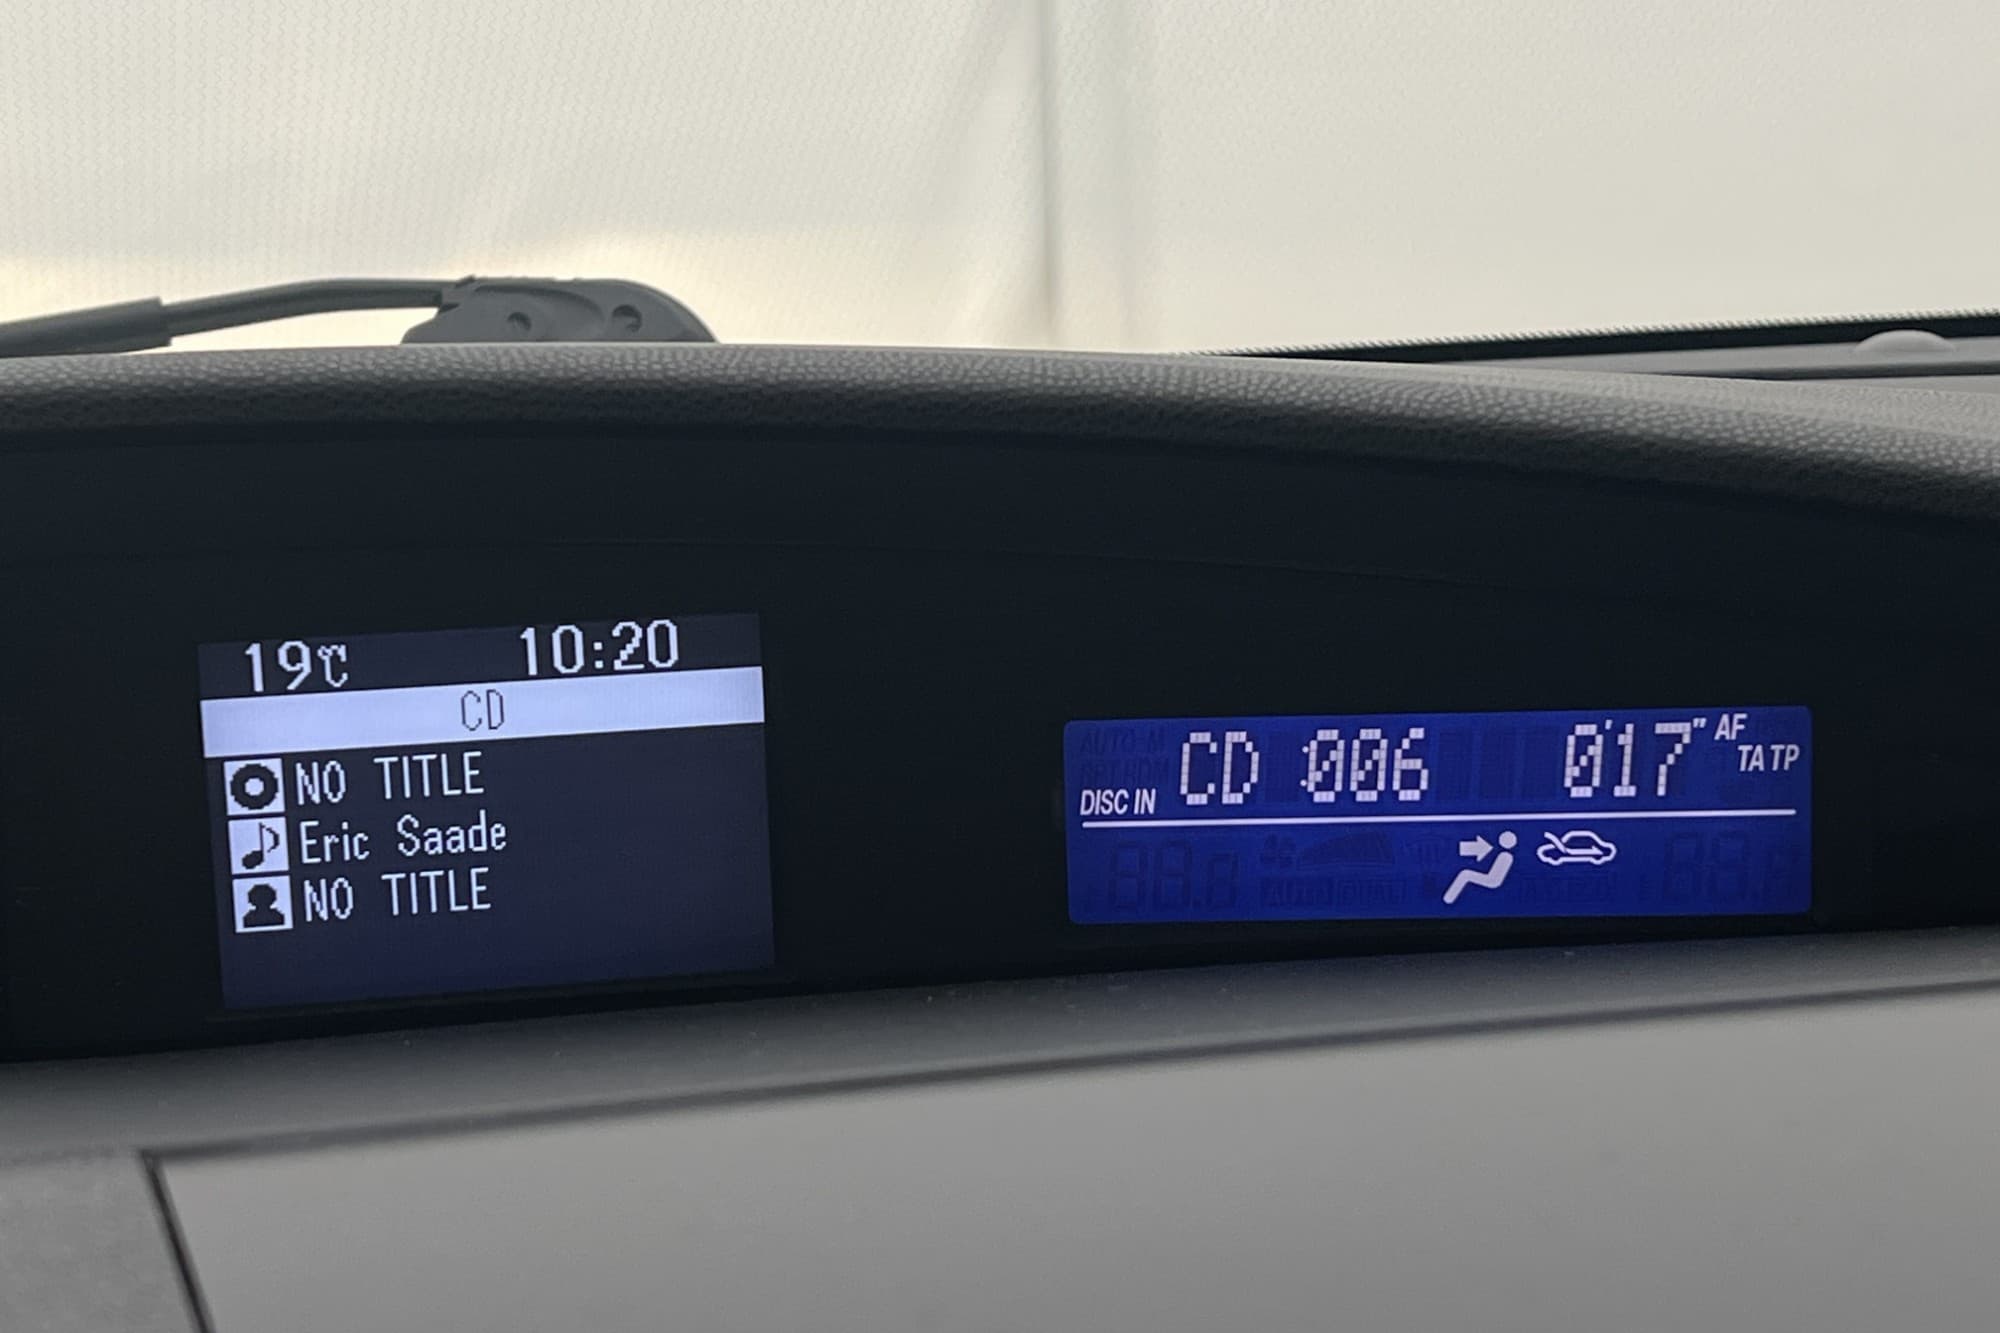 19℃ 10:20
CD
NO TITLE
Eric Saade
NO TITLE
CD 006 0'17" AF
TA TP
DISC IN